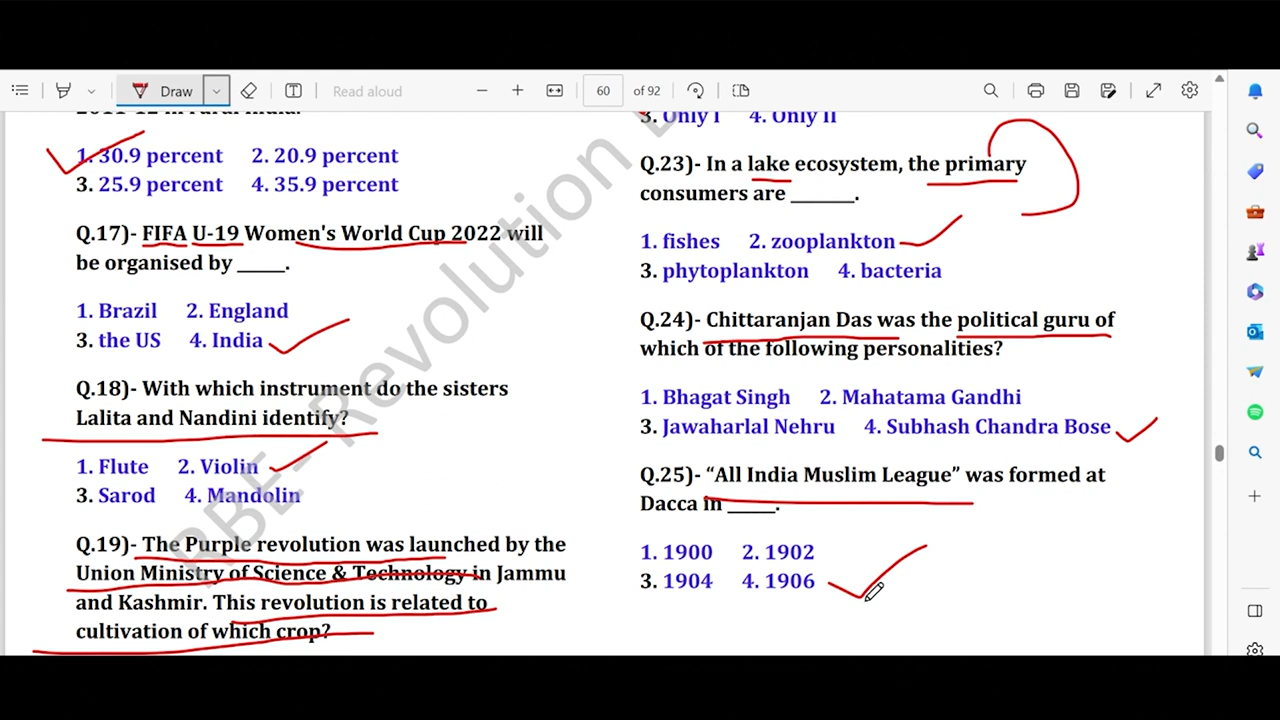 Draw
Read aloud
60 of 92
2011-12 in rural India.
1. 30.9 percent 2. 20.9 percent
3. 25.9 percent 4. 35.9 percent
Q.17)- FIFA U-19 Women's World Cup 2022 will
be organised by _____.
1. Brazil 2. England
3. the US 4. India
Q.18)- With which instrument do the sisters
Lalita and Nandini identify?
1. Flute 2. Violin
3. Sarod 4. Mandolin
Q.19)- The Purple revolution was launched by the
Union Ministry of Science & Technology in Jammu
and Kashmir. This revolution is related to
cultivation of which crop?
3. Only I 4. Only II
Q.23)- In a lake ecosystem, the primary
consumers are _______.
1. fishes 2. zooplankton
3. phytoplankton 4. bacteria
Q.24)- Chittaranjan Das was the political guru of
which of the following personalities?
1. Bhagat Singh 2. Mahatama Gandhi
3. Jawaharlal Nehru 4. Subhash Chandra Bose
Q.25)- “All India Muslim League” was formed at
Dacca in _____.
1. 1900 2. 1902
3. 1904 4. 1906
RBE- Revolution